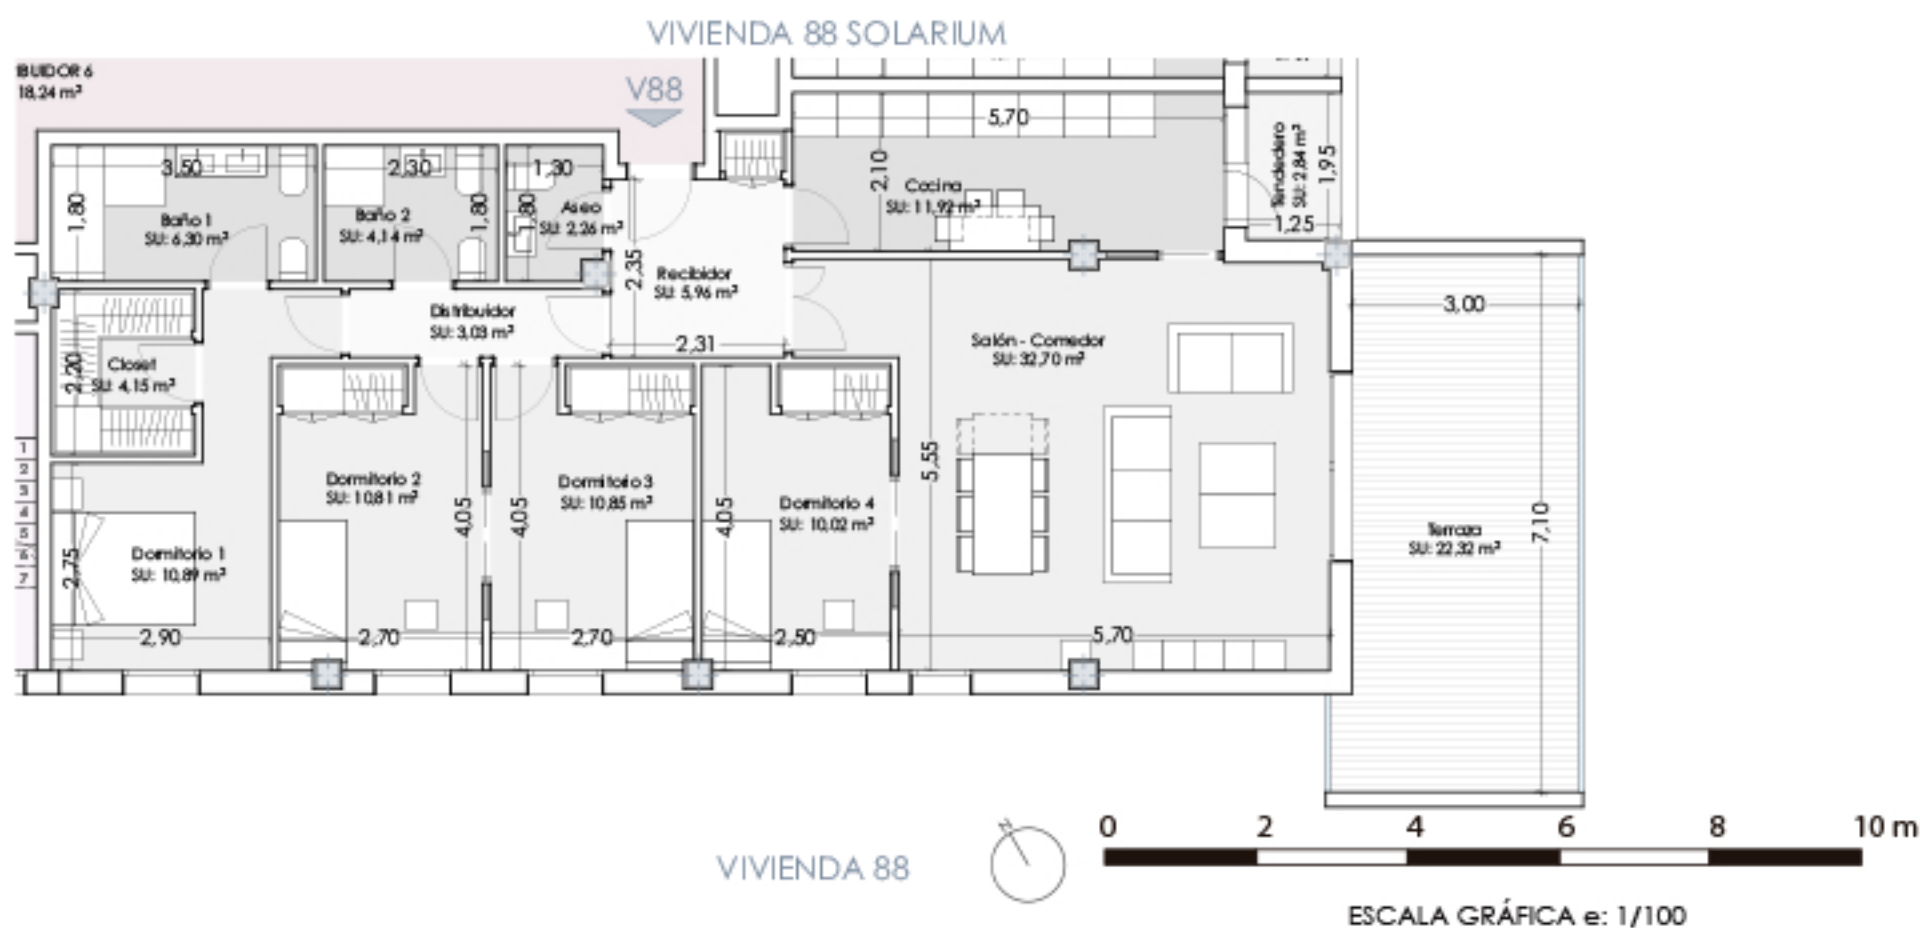 VIVIENDA 88 SOLARIUM
BUIDOR 6
18,24 m²
V88
5,70
3,50
2,30
1,30
2,10
Tendedero
SU: 2,84 m²
1,95
1,25
Cocina
SU: 11,92 m²
1,80
Baño 1
SU: 6,30 m²
Baño 2
SU: 4,14 m²
1,80
1,80
Aseo
SU: 2,26 m²
2,35
Recibidor
SU: 5,96 m²
Distribuidor
SU: 3,03 m²
2,31
3,00
Salón - Comedor
SU: 32,70 m²
2,20
Closet
SU: 4,15 m²
1
2
3
4
5
6
7
5,55
Dormitorio 2
SU: 10,81 m²
Dormitorio 3
SU: 10,85 m²
Dormitorio 4
SU: 10,02 m²
4,05
4,05
4,05
Terraza
SU: 22,32 m²
7,10
2,75
Dormitorio 1
SU: 10,89 m²
2,90
2,70
2,70
2,50
5,70
VIVIENDA 88
N
0 2 4 6 8 10 m
ESCALA GRÁFICA e: 1/100